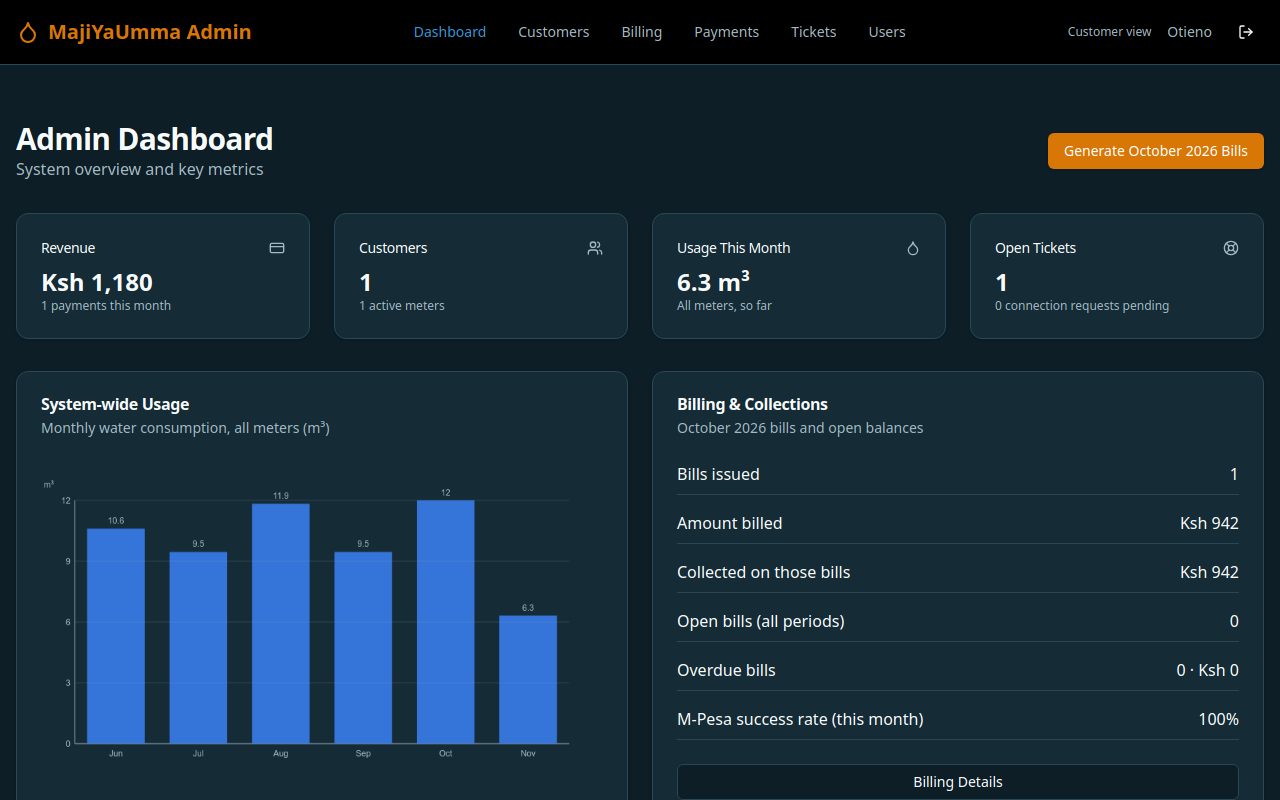 MajiYaUmma Admin
Dashboard
Customers
Billing
Payments
Tickets
Users
Customer view
Otieno
Admin Dashboard
System overview and key metrics
Generate October 2026 Bills
Revenue
Ksh 1,180
1 payments this month
Customers
1
1 active meters
Usage This Month
6.3 m³
All meters, so far
Open Tickets
1
0 connection requests pending
System-wide Usage
Monthly water consumption, all meters (m³)
m³
12
9
6
3
0
10.6
9.5
11.9
9.5
12
6.3
Jun
Jul
Aug
Sep
Oct
Nov
Billing & Collections
October 2026 bills and open balances
Bills issued 1
Amount billed Ksh 942
Collected on those bills Ksh 942
Open bills (all periods) 0
Overdue bills 0 · Ksh 0
M-Pesa success rate (this month) 100%
Billing Details